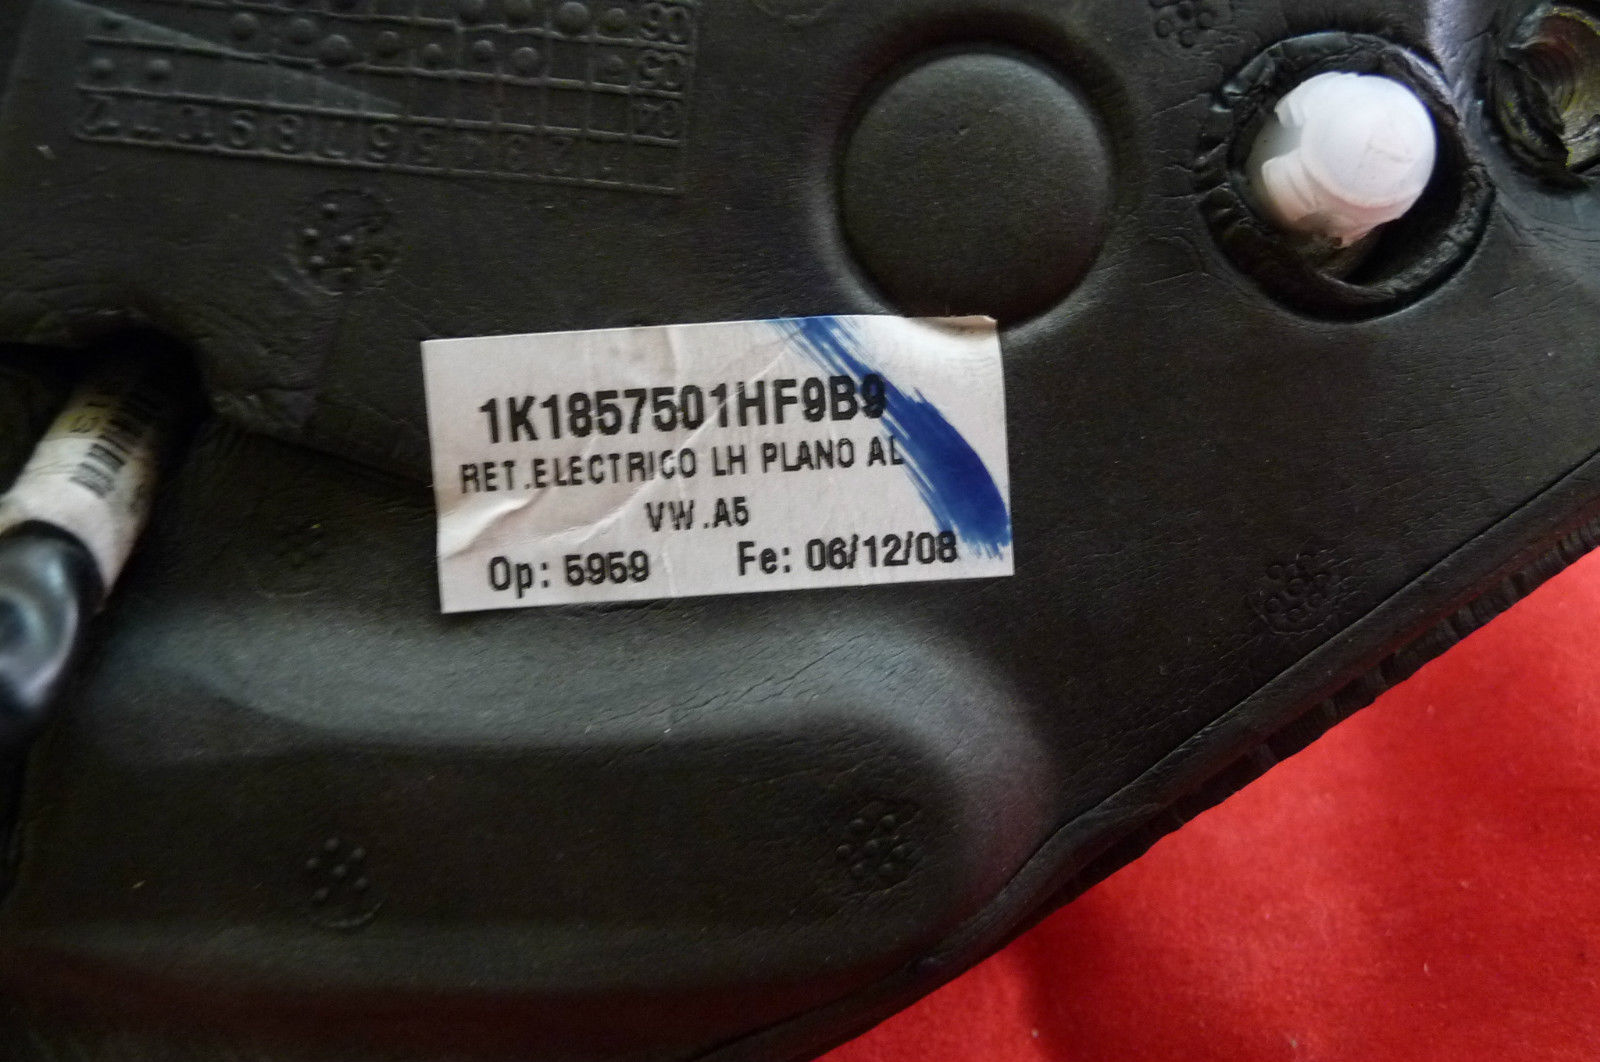 1K1857501HF9B9
RET.ELECTRICO LH PLANO AL
VW.A5
Op: 5959 Fe: 06/12/08